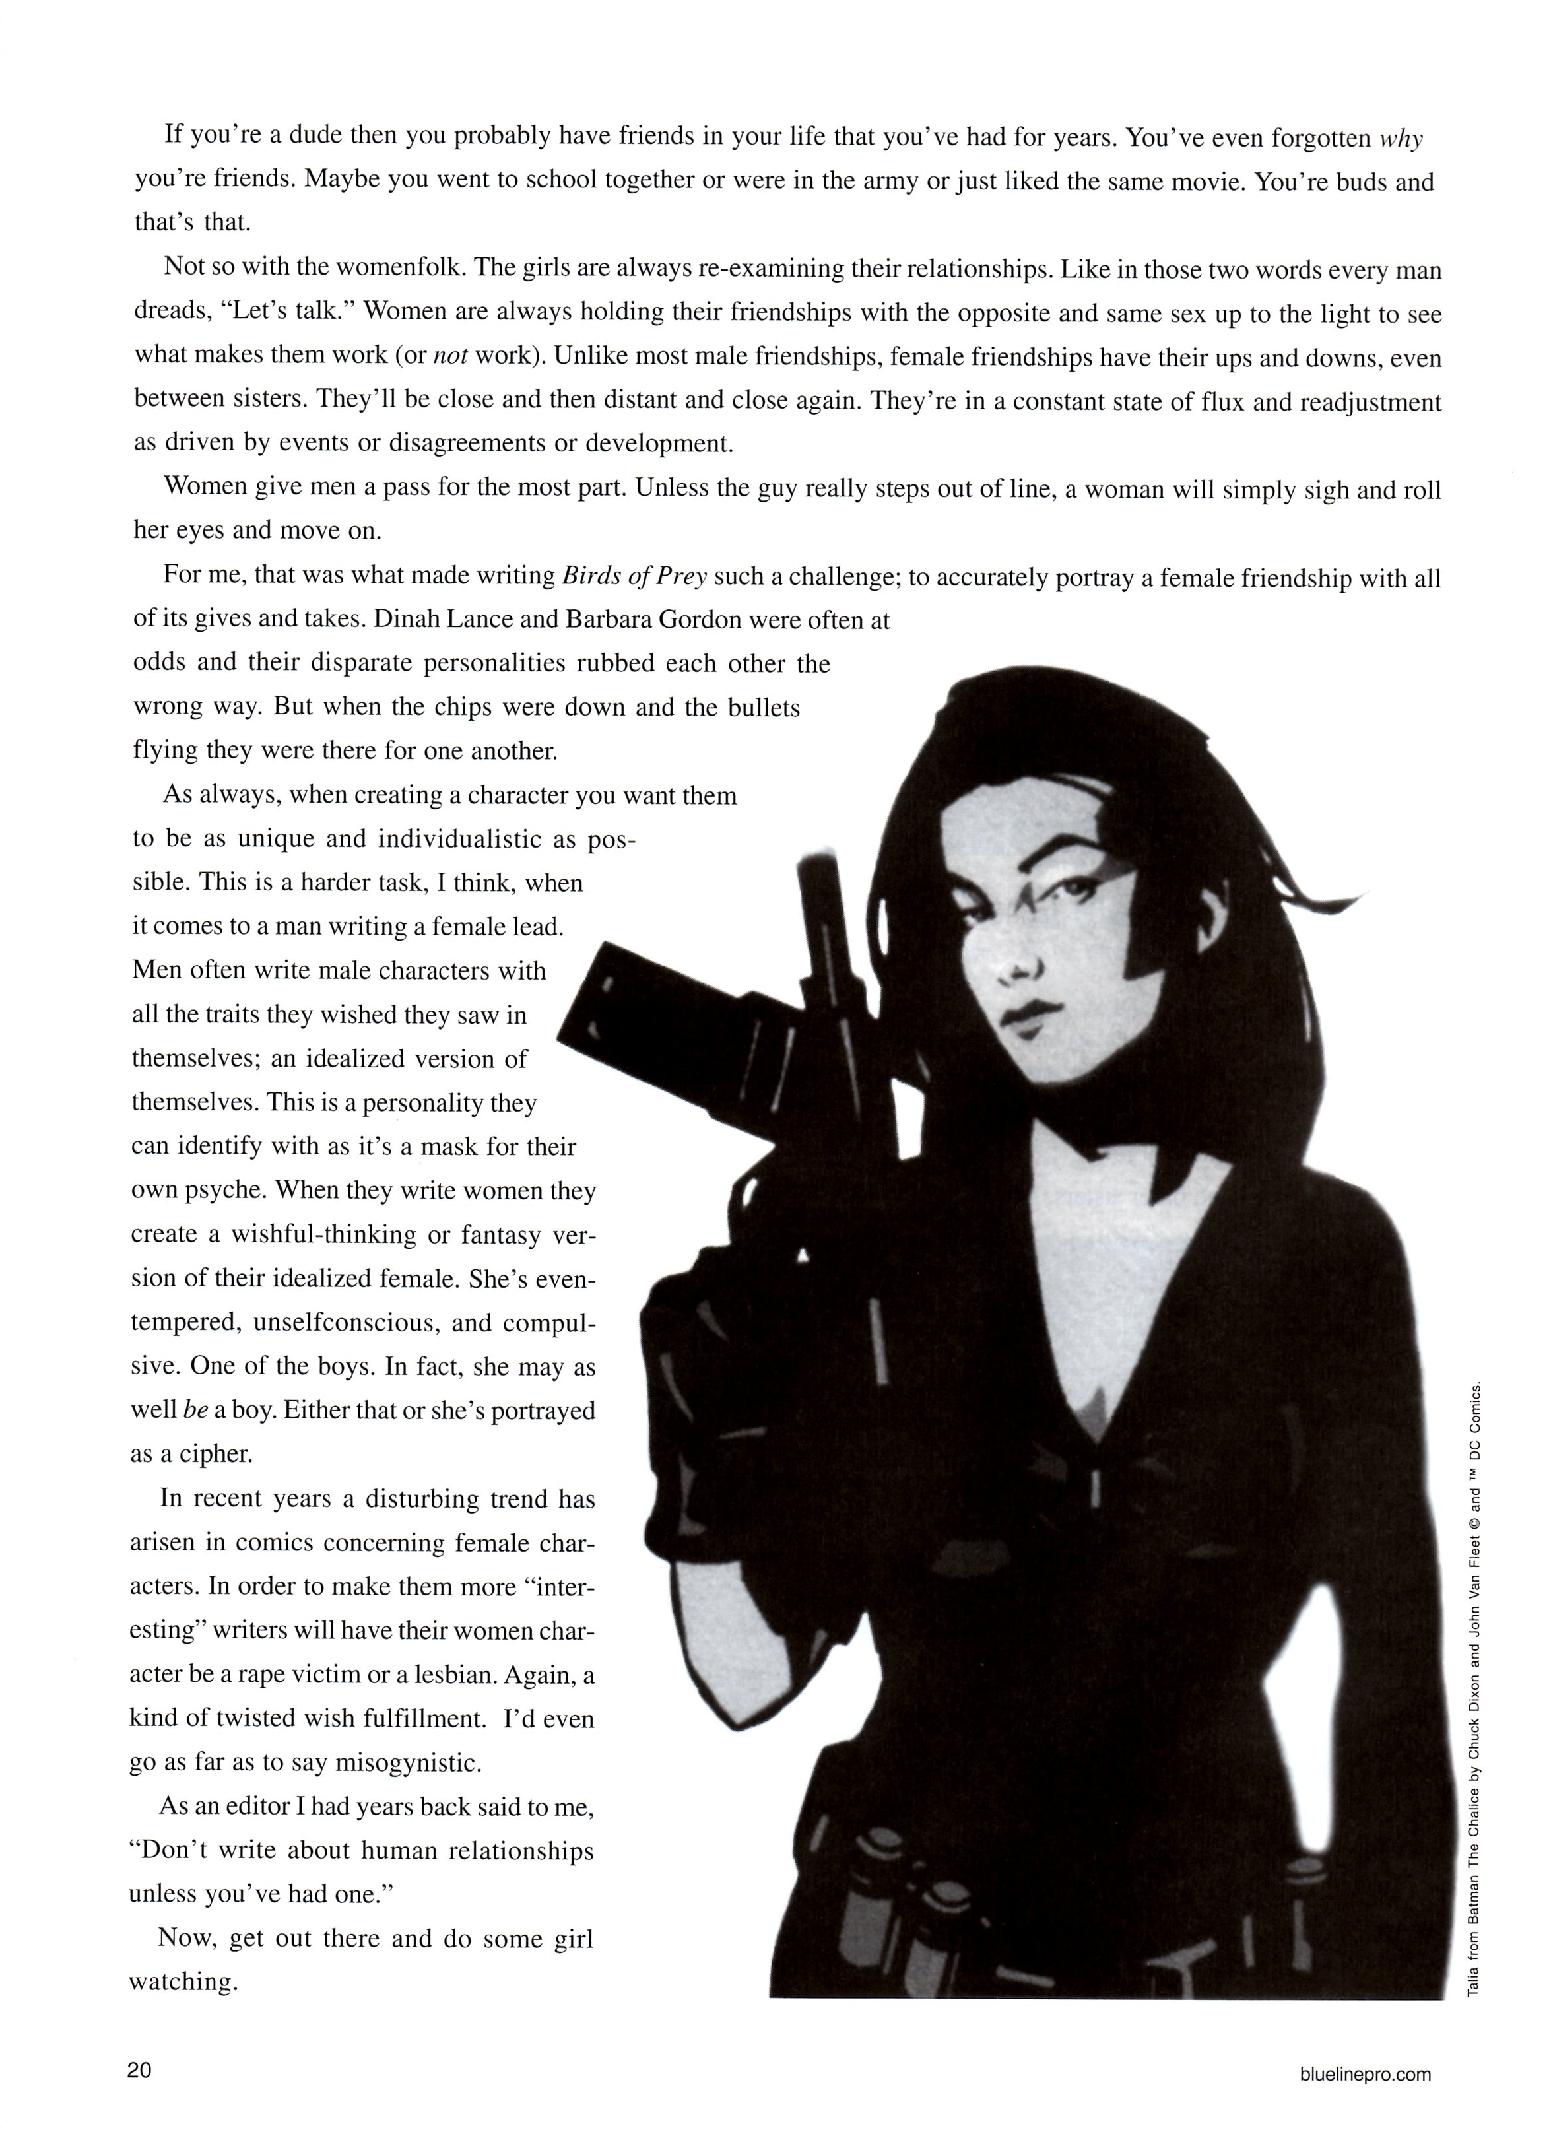 If you're a dude then you probably have friends in your life that you've had for years. You've even forgotten why
you're friends. Maybe you went to school together or were in the army or just liked the same movie. You're buds and
that's that.
Not so with the womenfolk. The girls are always re-examining their relationships. Like in those two words every man
dreads, “Let's talk.” Women are always holding their friendships with the opposite and same sex up to the light to see
what makes them work (or not work). Unlike most male friendships, female friendships have their ups and downs, even
between sisters. They'll be close and then distant and close again. They're in a constant state of flux and readjustment
as driven by events or disagreements or development.
Women give men a pass for the most part. Unless the guy really steps out of line, a woman will simply sigh and roll
her eyes and move on.
For me, that was what made writing Birds of Prey such a challenge; to accurately portray a female friendship with all
of its gives and takes. Dinah Lance and Barbara Gordon were often at
odds and their disparate personalities rubbed each other the
wrong way. But when the chips were down and the bullets
flying they were there for one another.
As always, when creating a character you want them
to be as unique and individualistic as pos-
sible. This is a harder task, I think, when
it comes to a man writing a female lead.
Men often write male characters with
all the traits they wished they saw in
themselves; an idealized version of
themselves. This is a personality they
can identify with as it's a mask for their
own psyche. When they write women they
create a wishful-thinking or fantasy ver-
sion of their idealized female. She's even-
tempered, unselfconscious, and compul-
sive. One of the boys. In fact, she may as
well be a boy. Either that or she's portrayed
as a cipher.
In recent years a disturbing trend has
arisen in comics concerning female char-
acters. In order to make them more “inter-
esting” writers will have their women char-
acter be a rape victim or a lesbian. Again, a
kind of twisted wish fulfillment. I'd even
go as far as to say misogynistic.
As an editor I had years back said to me,
“Don't write about human relationships
unless you've had one.”
Now, get out there and do some girl
watching.
Talia from Batman The Chalice by Chuck Dixon and John Van Fleet © and ™ DC Comics.
20
bluelinepro.com